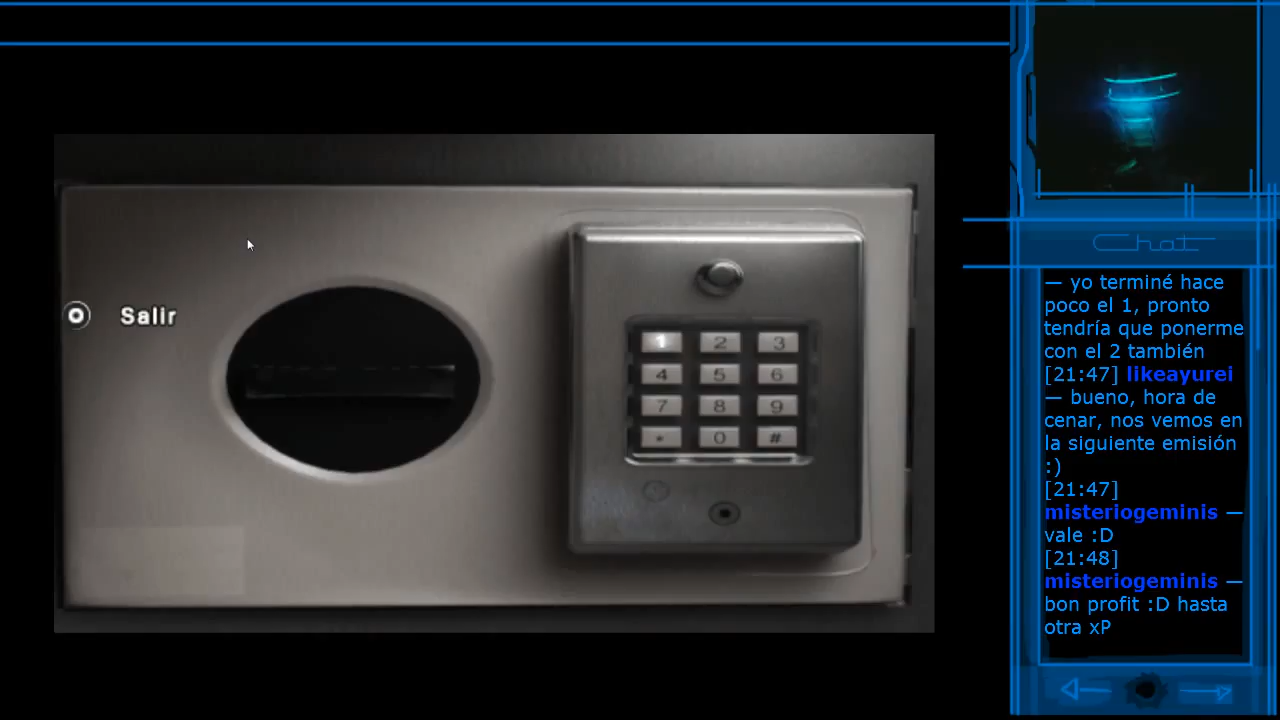 Salir
1 2 3
4 5 6
7 8 9
* 0 #
Chat
— yo terminé hace
poco el 1, pronto
tendría que ponerme
con el 2 también
[21:47] likeayurei
— bueno, hora de
cenar, nos vemos en
la siguiente emisión
:)
[21:47]
misteriogeminis —
vale :D
[21:48]
misteriogeminis —
bon profit :D hasta
otra xP